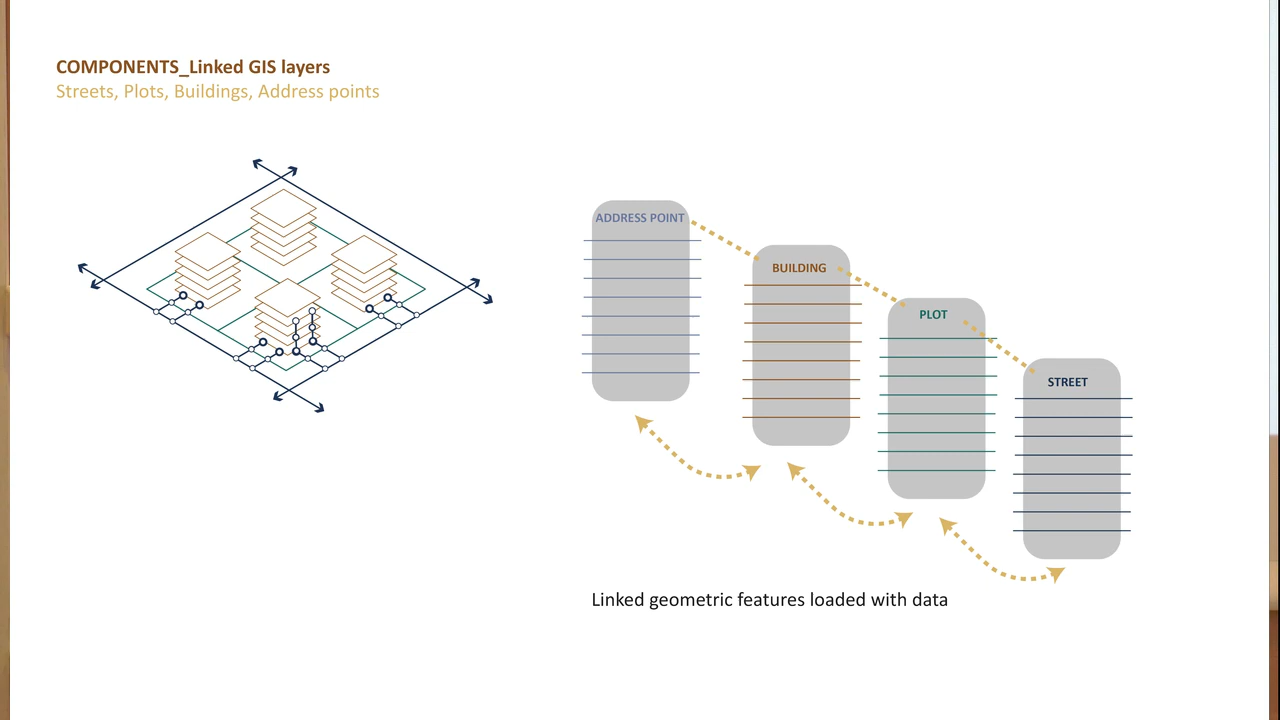 COMPONENTS_Linked GIS layers
Streets, Plots, Buildings, Address points
ADDRESS POINT
BUILDING
PLOT
STREET
Linked geometric features loaded with data